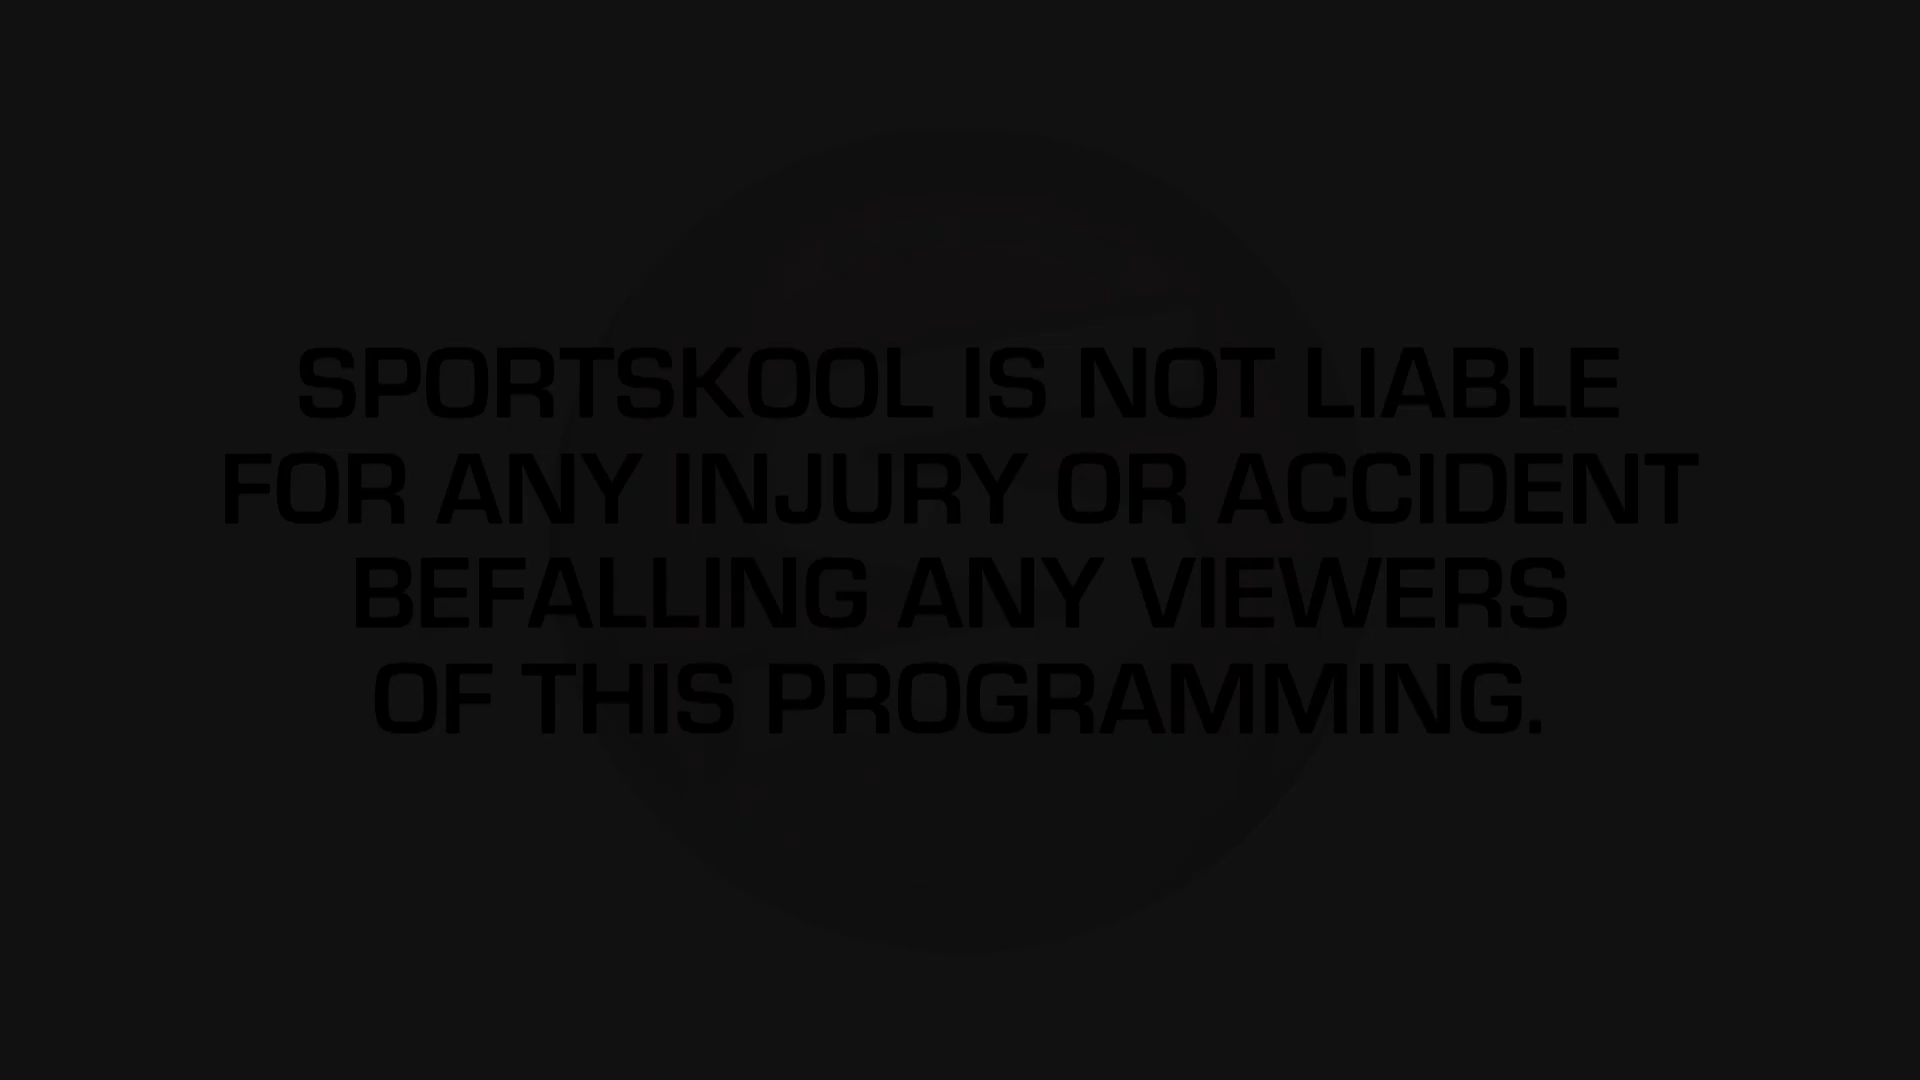 SPORTSKOOL IS NOT LIABLE
FOR ANY INJURY OR ACCIDENT
BEFALLING ANY VIEWERS
OF THIS PROGRAMMING.